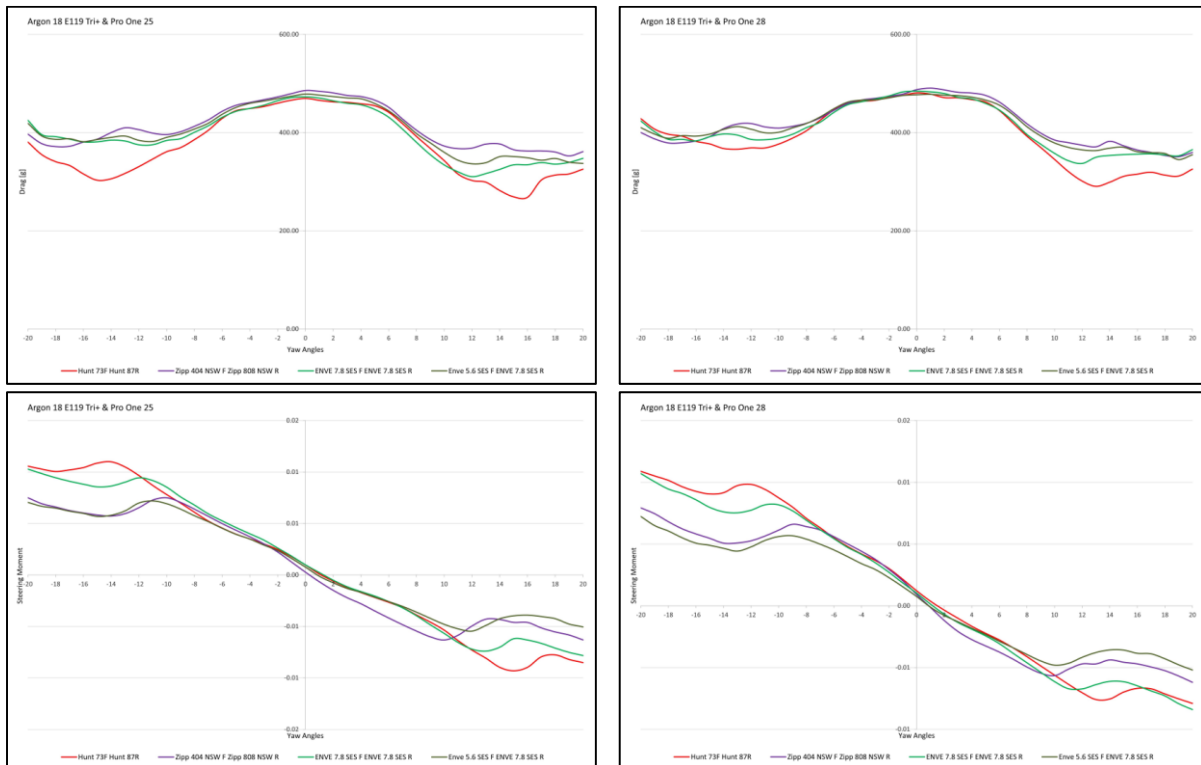 Argon 18 E119 Tri+ & Pro One 25
600.00
400.00
200.00
0.00
Drag [g]
-20 -18 -16 -14 -12 -10 -8 -6 -4 -2 0 2 4 6 8 10 12 14 16 18 20
Yaw Angles
Hunt 73F Hunt 87R Zipp 404 NSW F Zipp 808 NSW R ENVE 7.8 SES F ENVE 7.8 SES R Enve 5.6 SES F ENVE 7.8 SES R
Argon 18 E119 Tri+ & Pro One 28
600.00
400.00
200.00
0.00
Drag [g]
-20 -18 -16 -14 -12 -10 -8 -6 -4 -2 0 2 4 6 8 10 12 14 16 18 20
Yaw Angles
Hunt 73F Hunt 87R Zipp 404 NSW F Zipp 808 NSW R ENVE 7.8 SES F ENVE 7.8 SES R Enve 5.6 SES F ENVE 7.8 SES R
Argon 18 E119 Tri+ & Pro One 25
0.02
0.01
0.01
0.00
-0.01
-0.01
-0.02
Steering Moment
-20 -18 -16 -14 -12 -10 -8 -6 -4 -2 0 2 4 6 8 10 12 14 16 18 20
Yaw Angles
Hunt 73F Hunt 87R Zipp 404 NSW F Zipp 808 NSW R ENVE 7.8 SES F ENVE 7.8 SES R Enve 5.6 SES F ENVE 7.8 SES R
Argon 18 E119 Tri+ & Pro One 28
0.02
0.01
0.01
0.00
-0.01
-0.01
Steering Moment
-20 -18 -16 -14 -12 -10 -8 -6 -4 -2 0 2 4 6 8 10 12 14 16 18 20
Yaw Angles
Hunt 73F Hunt 87R Zipp 404 NSW F Zipp 808 NSW R ENVE 7.8 SES F ENVE 7.8 SES R Enve 5.6 SES F ENVE 7.8 SES R